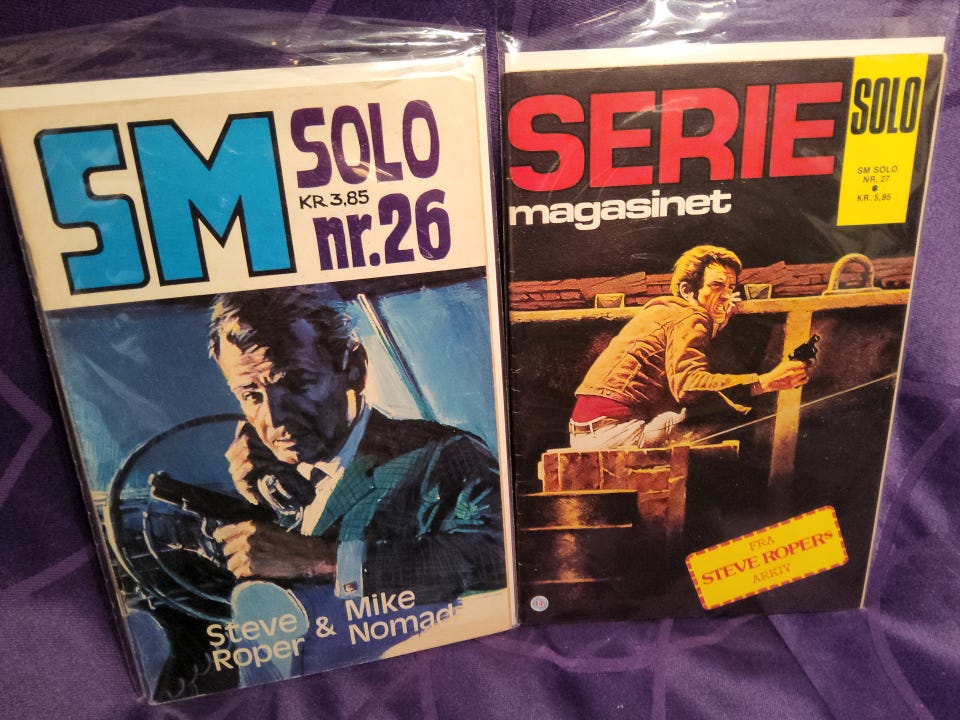 SM
SOLO
KR 3,85
nr.26
Steve
Roper
&
Mike
Nomad
SERIE
magasinet
SOLO
SM SOLO
NR. 27
KR. 5,85
FRA
STEVE ROPERs
ARKIV